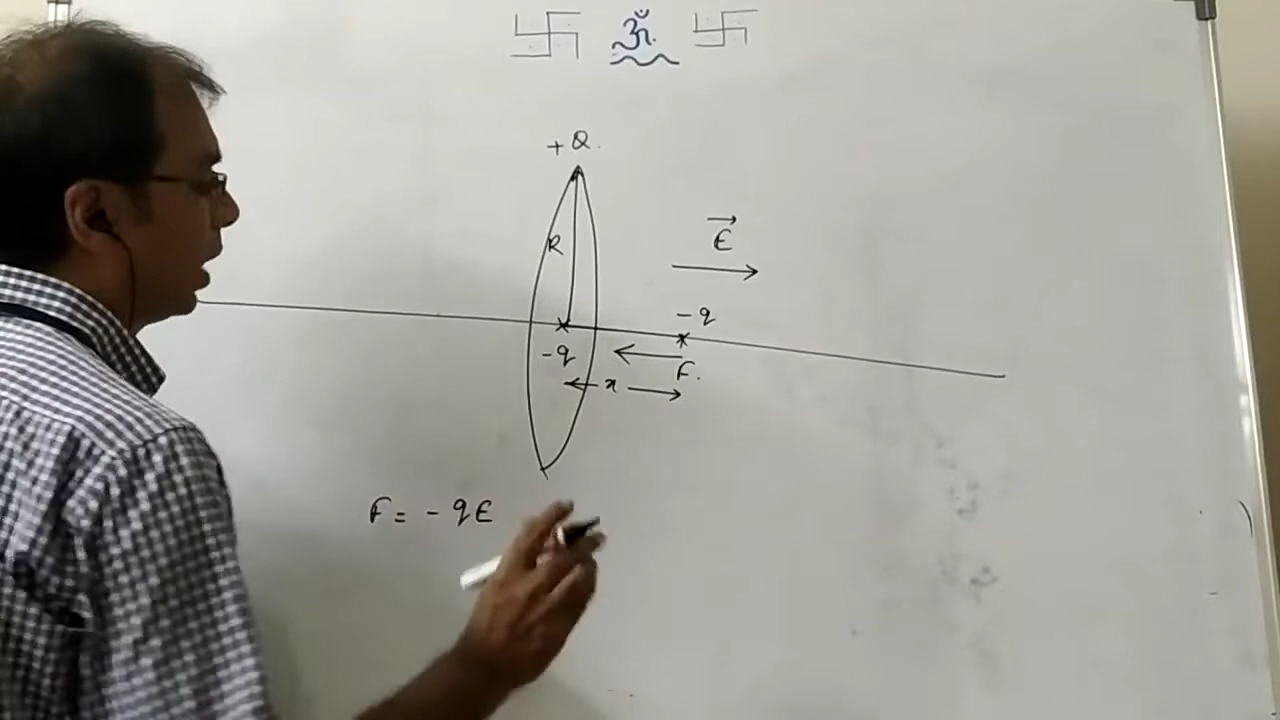 卐 ॐ 卐
+Q.
R
→
E
-q
-q
F.
x
F = - qE